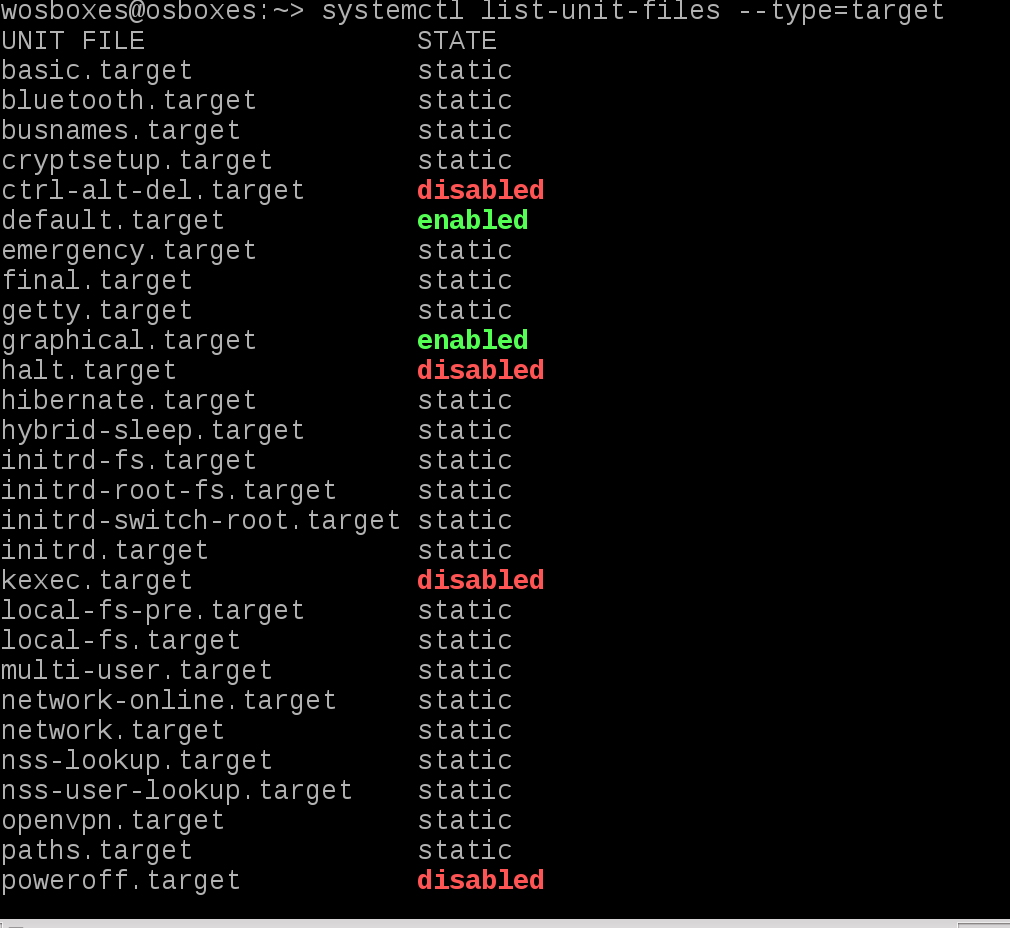 wosboxes@osboxes:~> systemctl list-unit-files --type=target
UNIT FILE STATE
basic.target static
bluetooth.target static
busnames.target static
cryptsetup.target static
ctrl-alt-del.target disabled
default.target enabled
emergency.target static
final.target static
getty.target static
graphical.target enabled
halt.target disabled
hibernate.target static
hybrid-sleep.target static
initrd-fs.target static
initrd-root-fs.target static
initrd-switch-root.target static
initrd.target static
kexec.target disabled
local-fs-pre.target static
local-fs.target static
multi-user.target static
network-online.target static
network.target static
nss-lookup.target static
nss-user-lookup.target static
openvpn.target static
paths.target static
poweroff.target disabled